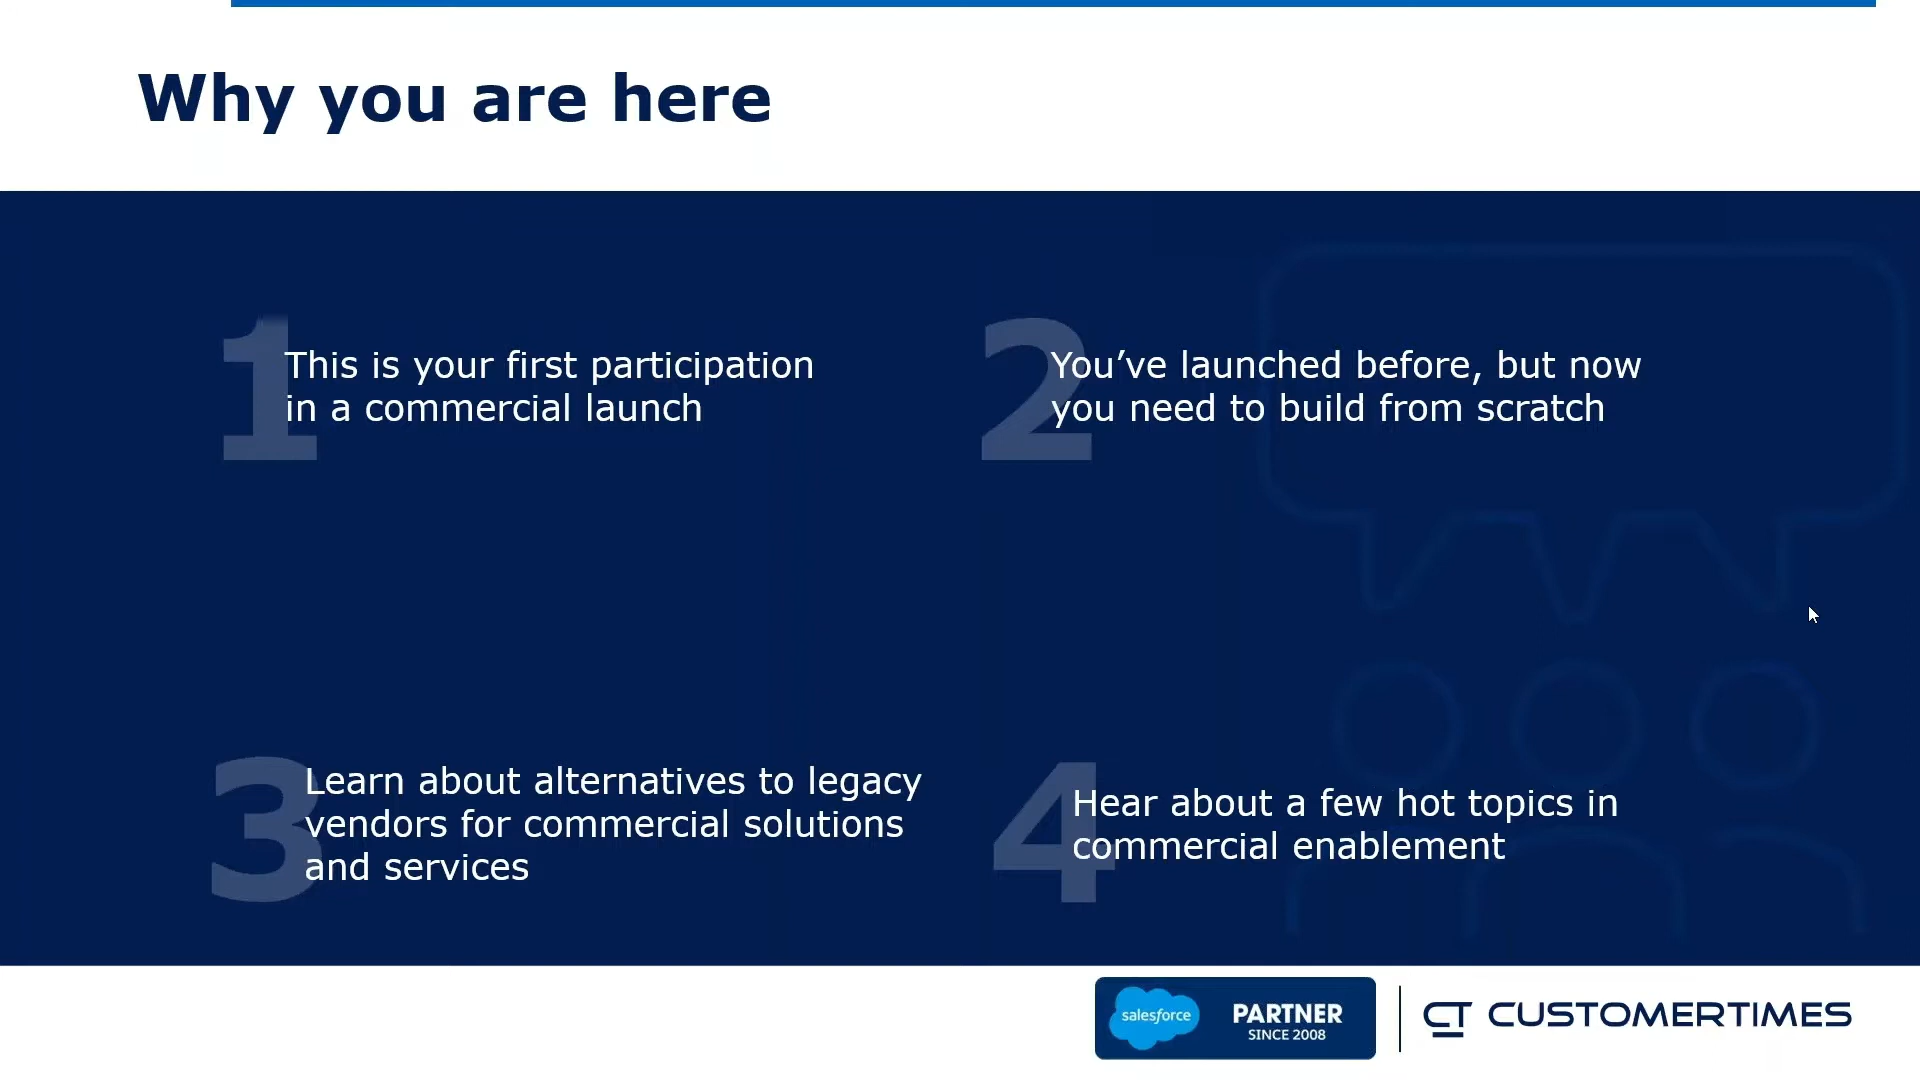 Why you are here
1
This is your first participation
in a commercial launch
2
You’ve launched before, but now
you need to build from scratch
3
Learn about alternatives to legacy
vendors for commercial solutions
and services
4
Hear about a few hot topics in
commercial enablement
salesforce
PARTNER
SINCE 2008
CT CUSTOMERTIMES